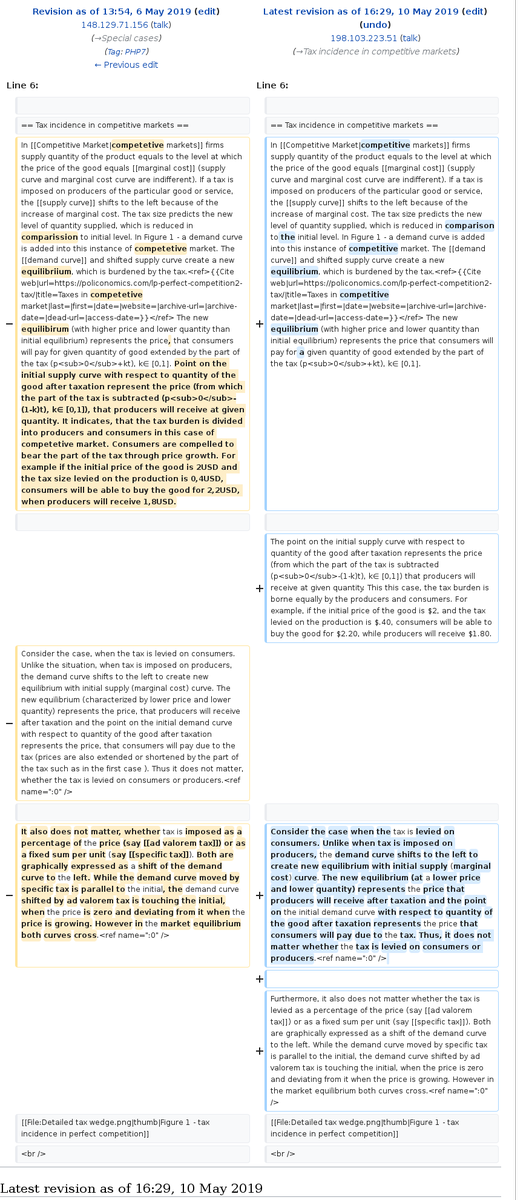 Revision as of 13:54, 6 May 2019 (edit)
148.129.71.156 (talk)
(→Special cases)
(Tag: PHP7)
← Previous edit
Latest revision as of 16:29, 10 May 2019 (edit)
(undo)
198.103.223.51 (talk)
(→Tax incidence in competitive markets)
Line 6:
Line 6:
== Tax incidence in competitive markets ==
== Tax incidence in competitive markets ==
−
In [[Competitive Market|competetive markets]] firms
supply quantity of the product equals to the level at which
the price of the good equals [[marginal cost]] (supply
curve and marginal cost curve are indifferent). If a tax is
imposed on producers of the particular good or service,
the [[supply curve]] shifts to the left because of the
increase of marginal cost. The tax size predicts the new
level of quantity supplied, which is reduced in
comparission to initial level. In Figure 1 - a demand curve
is added into this instance of competetive market. The
[[demand curve]] and shifted supply curve create a new
equilibriium, which is burdened by the tax.<ref>{{Cite
web|url=https://policonomics.com/lp-perfect-competition2-
tax/|title=Taxes in competetive
market|last=|first=|date=|website=|archive-url=|archive-
date=|dead-url=|access-date=}}</ref> The new
equilibirum (with higher price and lower quantity than
initial equilibrium) represents the price, that consumers
will pay for given quantity of good extended by the part of
the tax (p<sub>0</sub>+kt), k∈ [0,1]. Point on the
initial supply curve with respect to quantity of the
good after taxation represent the price (from which
the part of the tax is subtracted (p<sub>0</sub>-
(1-k)t), k∈ [0,1]), that producers will receive at given
quantity. It indicates, that the tax burden is divided
into producers and consumers in this case of
competetive market. Consumers are compelled to
bear the part of the tax through price growth. For
example if the initial price of the good is 2USD and
the tax size levied on the production is 0,4USD,
consumers will be able to buy the good for 2,2USD,
when producers will receive 1,8USD.
+
In [[Competitive Market|competitive markets]] firms
supply quantity of the product equals to the level at which
the price of the good equals [[marginal cost]] (supply
curve and marginal cost curve are indifferent). If a tax is
imposed on producers of the particular good or service,
the [[supply curve]] shifts to the left because of the
increase of marginal cost. The tax size predicts the new
level of quantity supplied, which is reduced in comparison
to the initial level. In Figure 1 - a demand curve is added
into this instance of competitive market. The [[demand
curve]] and shifted supply curve create a new
equilibrium, which is burdened by the tax.<ref>{{Cite
web|url=https://policonomics.com/lp-perfect-competition2-
tax/|title=Taxes in competitive
market|last=|first=|date=|website=|archive-url=|archive-
date=|dead-url=|access-date=}}</ref> The new
equilibrium (with higher price and lower quantity than
initial equilibrium) represents the price that consumers will
pay for a given quantity of good extended by the part of
the tax (p<sub>0</sub>+kt), k∈ [0,1].
+
The point on the initial supply curve with respect to
quantity of the good after taxation represents the price
(from which the part of the tax is subtracted
(p<sub>0</sub>-(1-k)t), k∈ [0,1]) that producers will
receive at given quantity. This this case, the tax burden is
borne equally by the producers and consumers. For
example, if the initial price of the good is $2, and the tax
levied on the production is $.40, consumers will be able to
buy the good for $2.20, while producers will receive $1.80.
−
Consider the case, when the tax is levied on consumers.
Unlike the situation, when tax is imposed on producers,
the demand curve shifts to the left to create new
equilibrium with initial supply (marginal cost) curve. The
new equilibrium (characterized by lower price and lower
quantity) represents the price, that producers will receive
after taxation and the point on the initial demand curve
with respect to quantity of the good after taxation
represents the price, that consumers will pay due to the
tax (prices are also extended or shortened by the part of
the tax such as in the first case ). Thus it does not matter,
whether the tax is levied on consumers or producers.<ref
name=":0" />
−
It also does not matter, whether tax is imposed as a
percentage of the price (say [[ad valorem tax]]) or as
a fixed sum per unit (say [[specific tax]]). Both are
graphically expressed as a shift of the demand
curve to the left. While the demand curve moved by
specific tax is parallel to the initial, the demand curve
shifted by ad valorem tax is touching the initial,
when the price is zero and deviating from it when the
price is growing. However in the market equilibrium
both curves cross.<ref name=":0" />
+
Consider the case when the tax is levied on
consumers. Unlike when tax is imposed on
producers, the demand curve shifts to the left to
create new equilibrium with initial supply (marginal
cost) curve. The new equilibrium (at a lower price
and lower quantity) represents the price that
producers will receive after taxation and the point
on the initial demand curve with respect to quantity of
the good after taxation represents the price that
consumers will pay due to the tax. Thus, it does not
matter whether the tax is levied on consumers or
producers.<ref name=":0" />
+
+
Furthermore, it also does not matter whether the tax is
levied as a percentage of the price (say [[ad valorem
tax]]) or as a fixed sum per unit (say [[specific tax]]). Both
are graphically expressed as a shift of the demand curve
to the left. While the demand curve moved by specific tax
is parallel to the initial, the demand curve shifted by ad
valorem tax is touching the initial, when the price is zero
and deviating from it when the price is growing. However in
the market equilibrium both curves cross.<ref name=":0"
/>
[[File:Detailed tax wedge.png|thumb|Figure 1 - tax
incidence in perfect competition]]
[[File:Detailed tax wedge.png|thumb|Figure 1 - tax
incidence in perfect competition]]
<br />
<br />
Latest revision as of 16:29, 10 May 2019